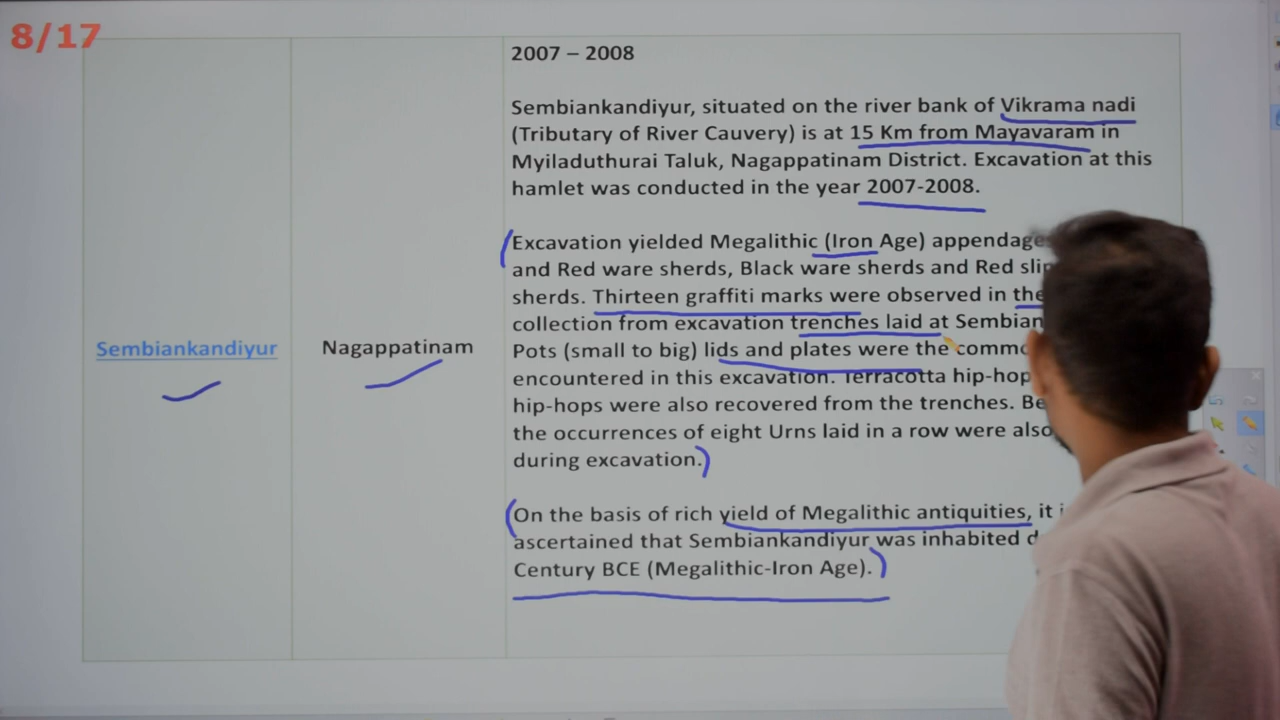 8/17
2007 – 2008
Sembiankandiyur, situated on the river bank of Vikrama nadi
(Tributary of River Cauvery) is at 15 Km from Mayavaram in
Myiladuthurai Taluk, Nagappatinam District. Excavation at this
hamlet was conducted in the year 2007-2008.
Excavation yielded Megalithic (Iron Age) appendage
and Red ware sherds, Black ware sherds and Red slip
sherds. Thirteen graffiti marks were observed in the
collection from excavation trenches laid at Sembian
Sembiankandiyur
Nagappatinam
Pots (small to big) lids and plates were the comm
encountered in this excavation. Terracotta hip-hop
hip-hops were also recovered from the trenches. Be
the occurrences of eight Urns laid in a row were also
during excavation.
On the basis of rich yield of Megalithic antiquities, it
ascertained that Sembiankandiyur was inhabited d
Century BCE (Megalithic-Iron Age).